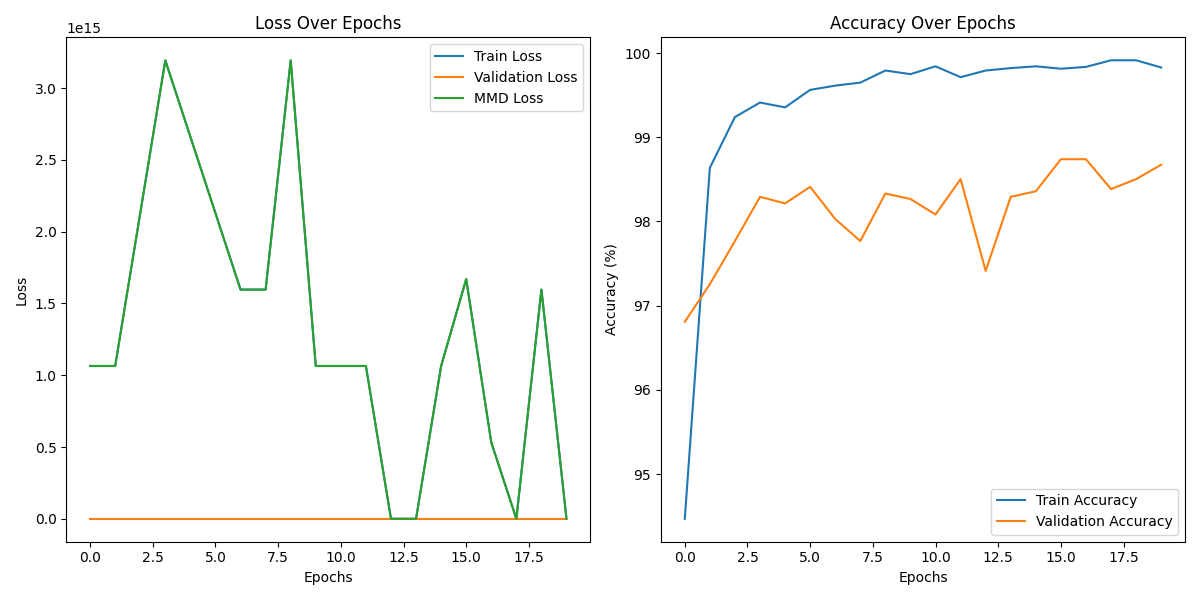 Loss Over Epochs
1e15
Train Loss
Validation Loss
MMD Loss
3.0
2.5
2.0
1.5
1.0
0.5
0.0
Loss
0.0 2.5 5.0 7.5 10.0 12.5 15.0 17.5
Epochs
Accuracy Over Epochs
100
99
98
97
96
95
Accuracy (%)
Train Accuracy
Validation Accuracy
0.0 2.5 5.0 7.5 10.0 12.5 15.0 17.5
Epochs